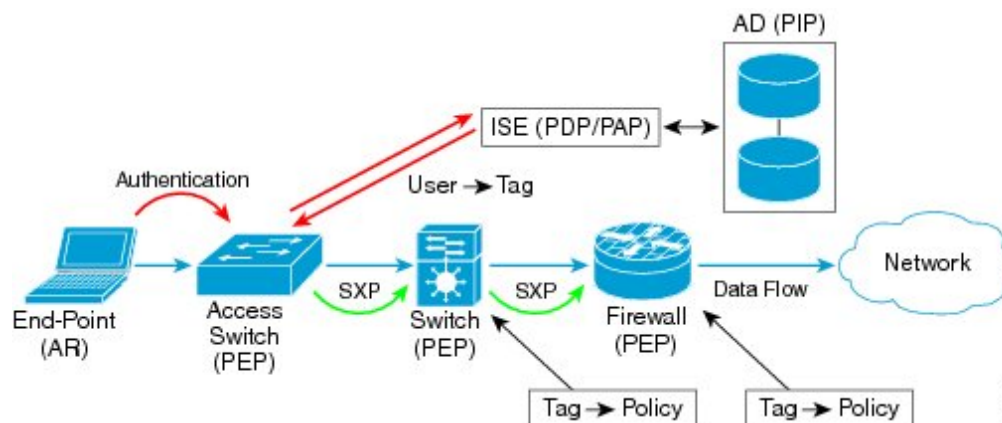 AD (PIP)
ISE (PDP/PAP)
Authentication
User → Tag
Network
SXP
SXP
Data Flow
End-Point
(AR)
Access
Switch
(PEP)
Switch
(PEP)
Firewall
(PEP)
Tag → Policy
Tag → Policy